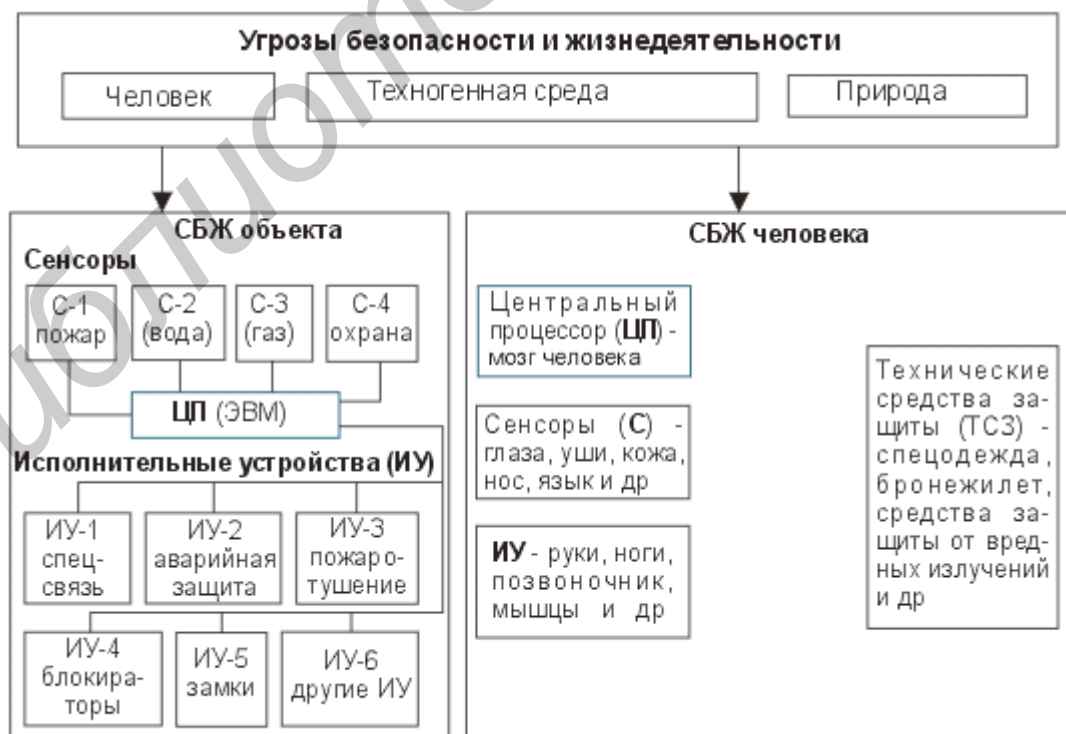 Угрозы безопасности и жизнедеятельности
Человек
Техногенная среда
Природа
СБЖ объекта
Сенсоры
С-1
пожар
С-2
(вода)
С-3
(газ)
С-4
охрана
ЦП (ЭВМ)
Исполнительные устройства (ИУ)
ИУ-1
спец-
связь
ИУ-2
аварийная
защита
ИУ-3
пожаро-
тушение
ИУ-4
блокира-
торы
ИУ-5
замки
ИУ-6
другие ИУ
СБЖ человека
Центральный
процессор (ЦП) -
мозг человека
Сенсоры (С) -
глаза, уши, кожа,
нос, язык и др
ИУ - руки, ноги,
позвоночник,
мышцы и др
Технические
средства за-
щиты (ТСЗ) -
спецодежда,
бронежилет,
средства за-
щиты от вред-
ных излучений
и др